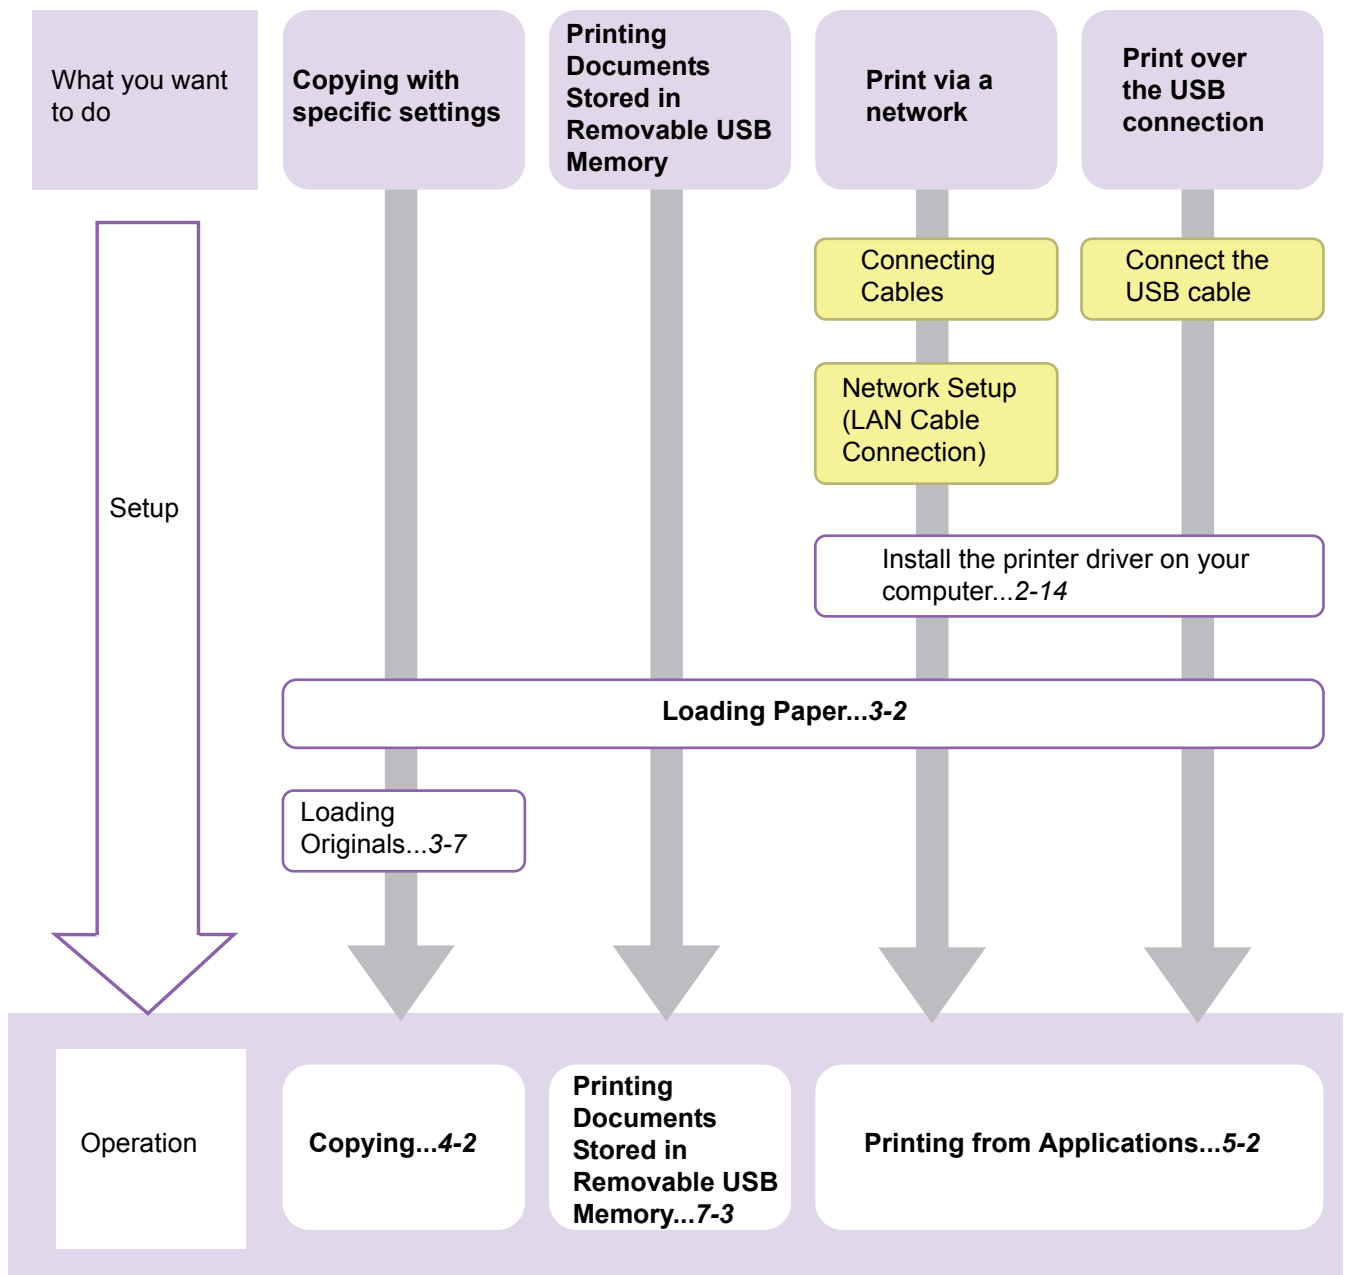 What you want
to do
Copying with
specific settings
Printing
Documents
Stored in
Removable USB
Memory
Print via a
network
Print over
the USB
connection
Setup
Connecting
Cables
Connect the
USB cable
Network Setup
(LAN Cable
Connection)
Install the printer driver on your
computer...2-14
Loading Paper...3-2
Loading
Originals...3-7
Operation
Copying...4-2
Printing
Documents
Stored in
Removable USB
Memory...7-3
Printing from Applications...5-2